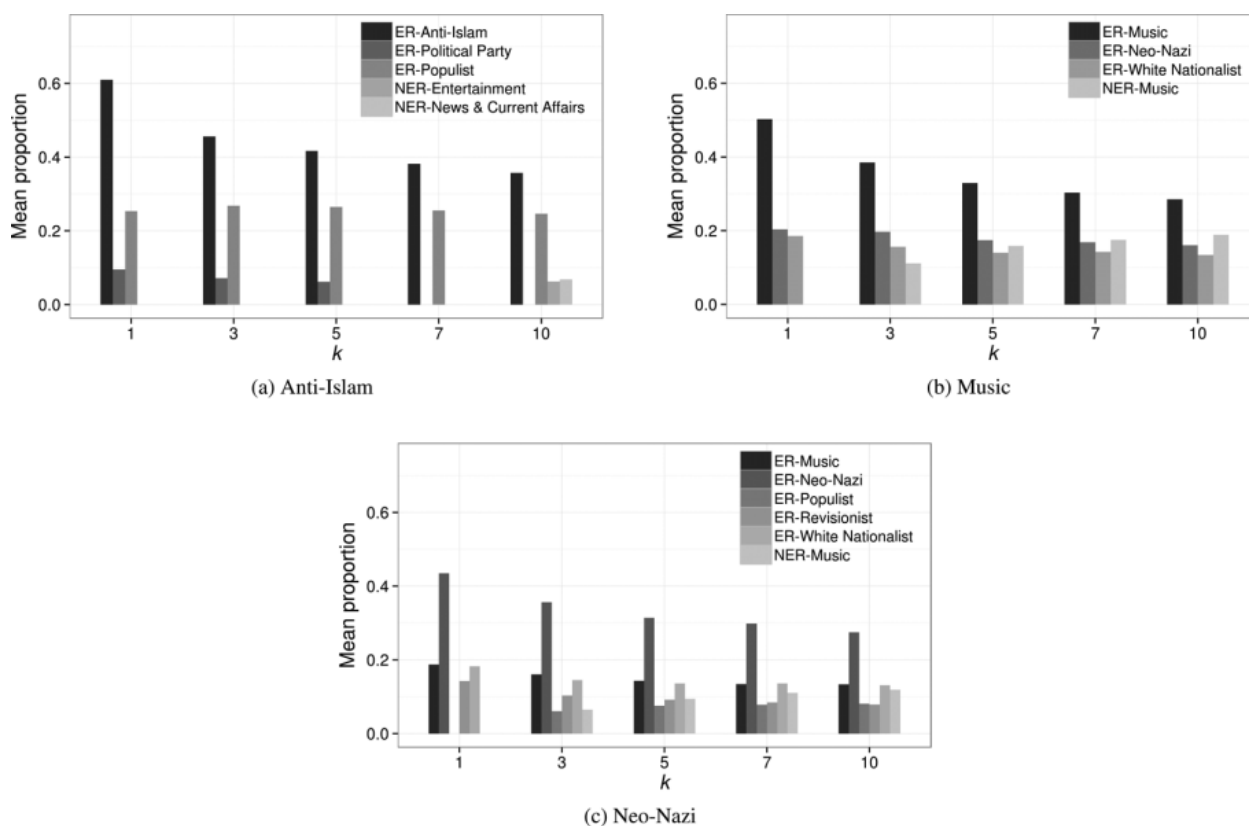 ER-Anti-Islam
ER-Political Party
ER-Populist
NER-Entertainment
NER-News & Current Affairs
Mean proportion
0.6
0.4
0.2
0.0
1 3 5 7 10
k
(a) Anti-Islam
ER-Music
ER-Neo-Nazi
ER-White Nationalist
NER-Music
Mean proportion
0.6
0.4
0.2
0.0
1 3 5 7 10
k
(b) Music
ER-Music
ER-Neo-Nazi
ER-Populist
ER-Revisionist
ER-White Nationalist
NER-Music
Mean proportion
0.6
0.4
0.2
0.0
1 3 5 7 10
k
(c) Neo-Nazi